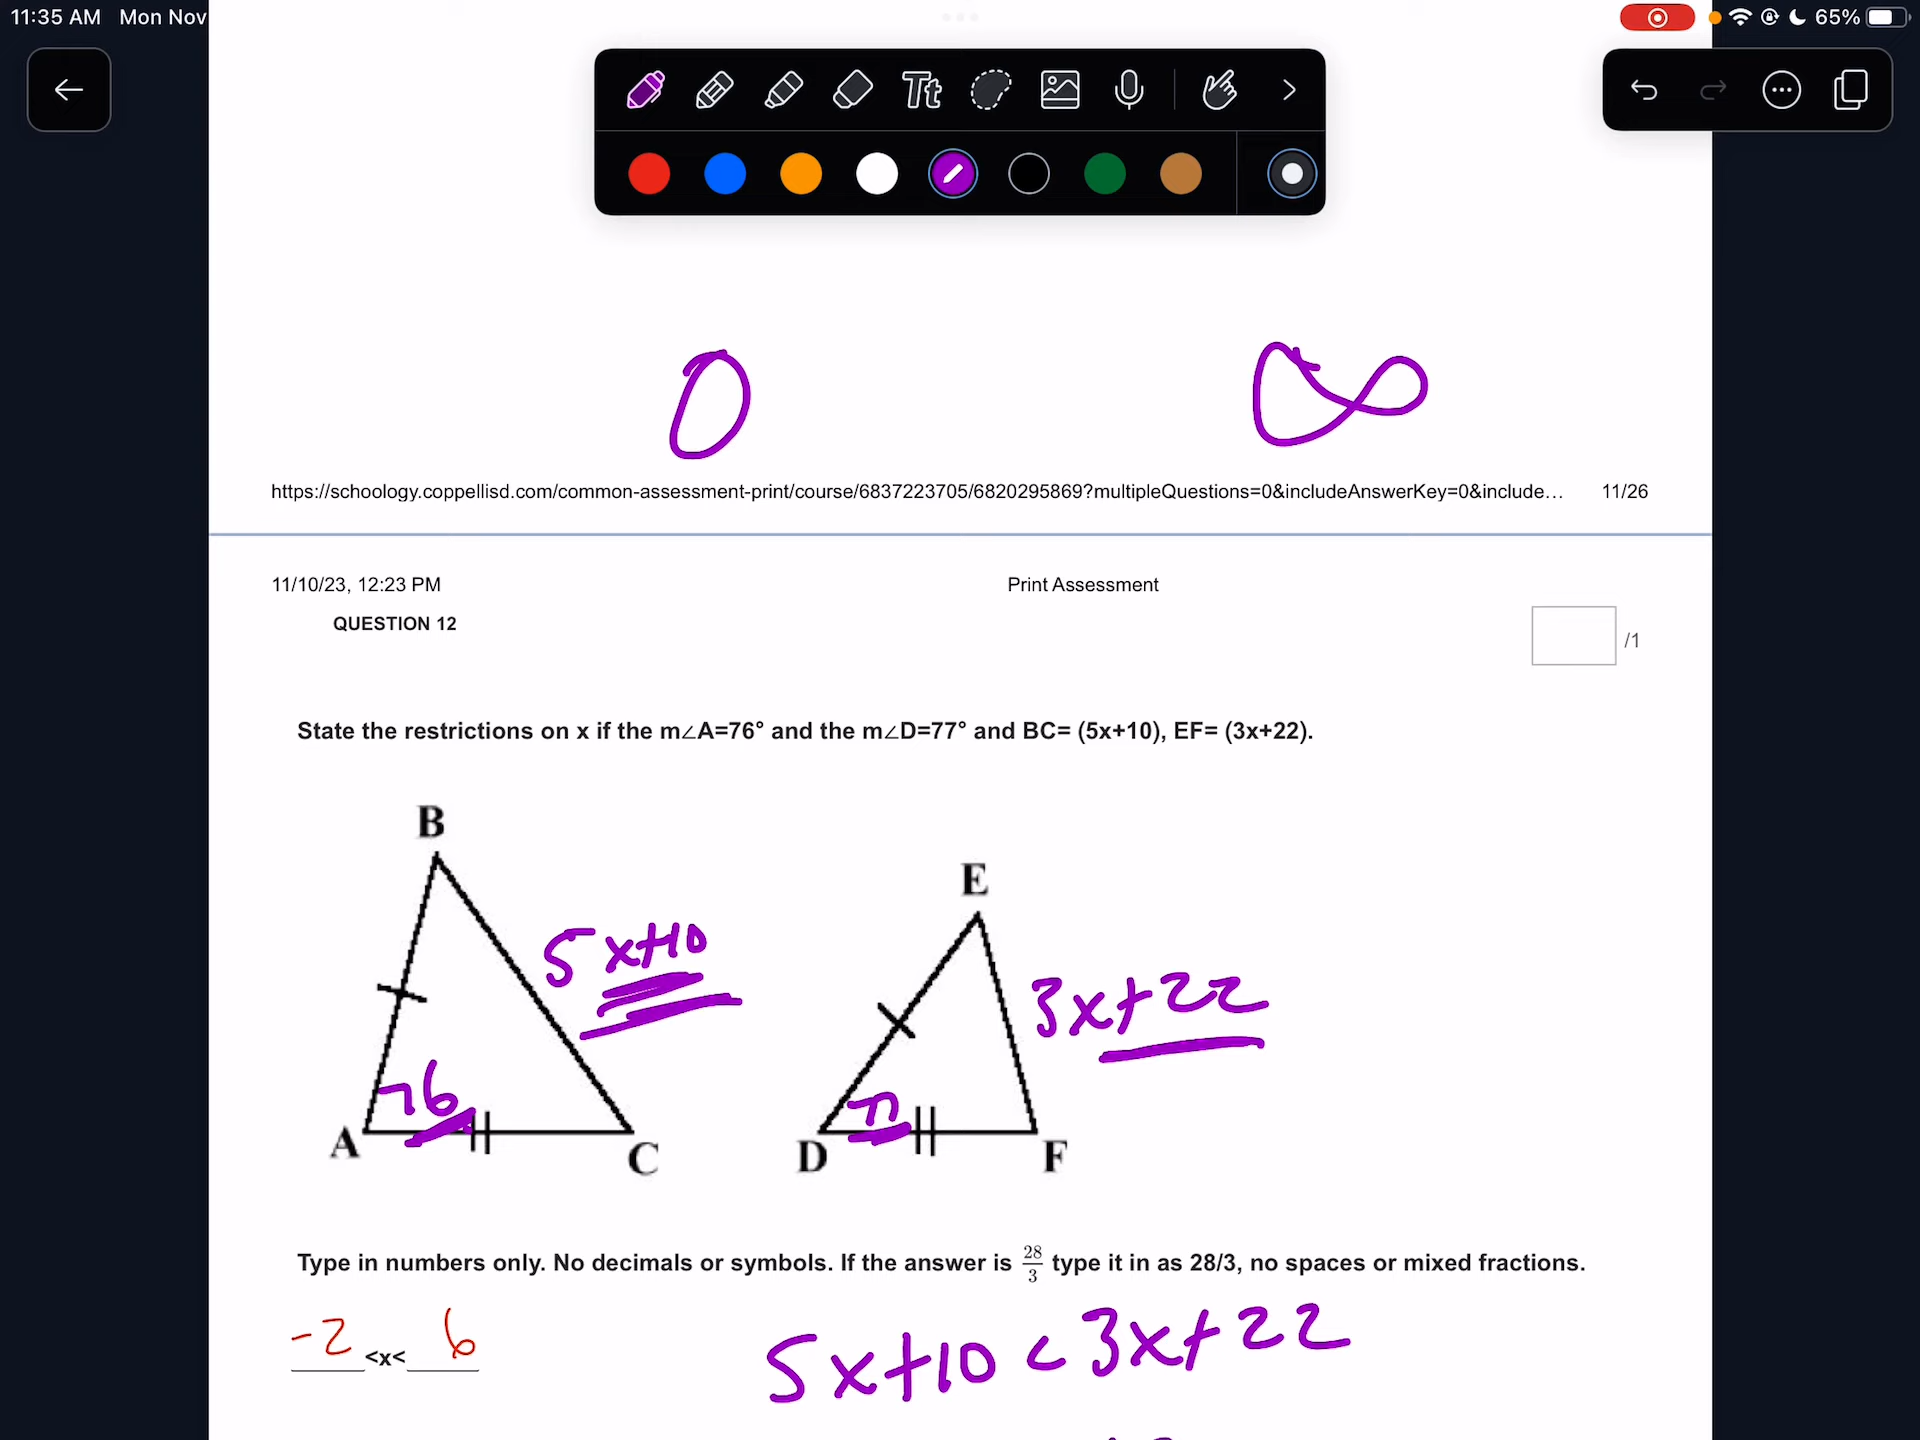 11:35 AM Mon Nov
65%
Tt
0
∞
https://schoology.coppellisd.com/common-assessment-print/course/6837223705/6820295869?multipleQuestions=0&includeAnswerKey=0&include… 11/26
11/10/23, 12:23 PM Print Assessment
QUESTION 12
/1
State the restrictions on x if the m∠A=76° and the m∠D=77° and BC= (5x+10), EF= (3x+22).
B
E
5x+10
3x+22
76
77
A
C
D
F
Type in numbers only. No decimals or symbols. If the answer is 28/3 type it in as 28/3, no spaces or mixed fractions.
-2 <x< 6
5x+10 < 3x+22